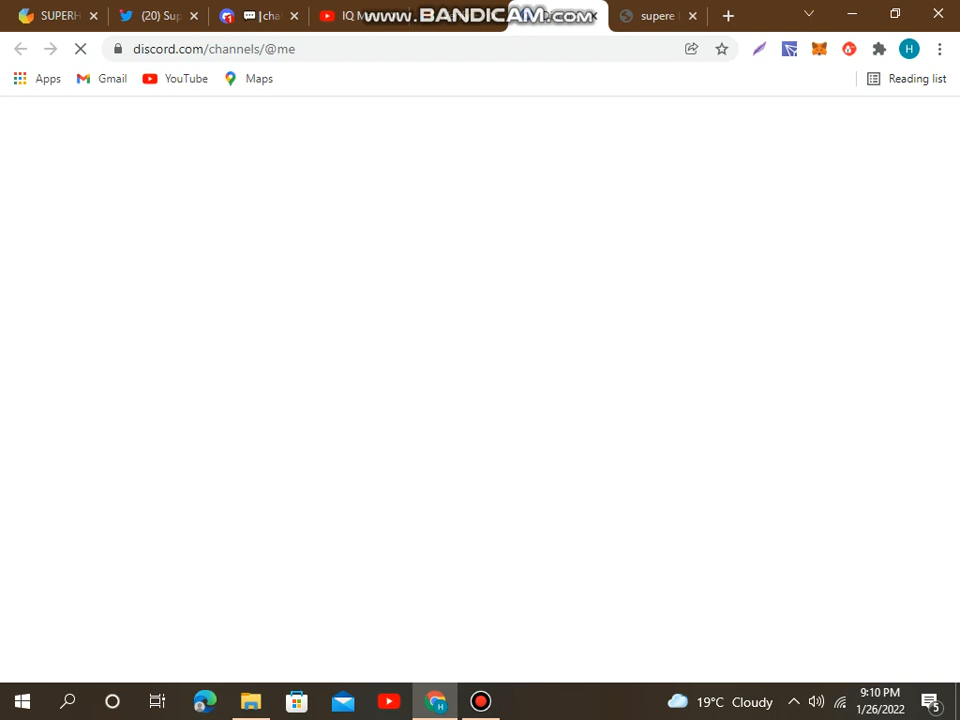 SUPERH
(20) Sup
cha
IQ M
WWW.BANDICAM.COM
supere
discord.com/channels/@me
H
Apps
Gmail
YouTube
Maps
Reading list
H
19°C Cloudy
9:10 PM
1/26/2022
5